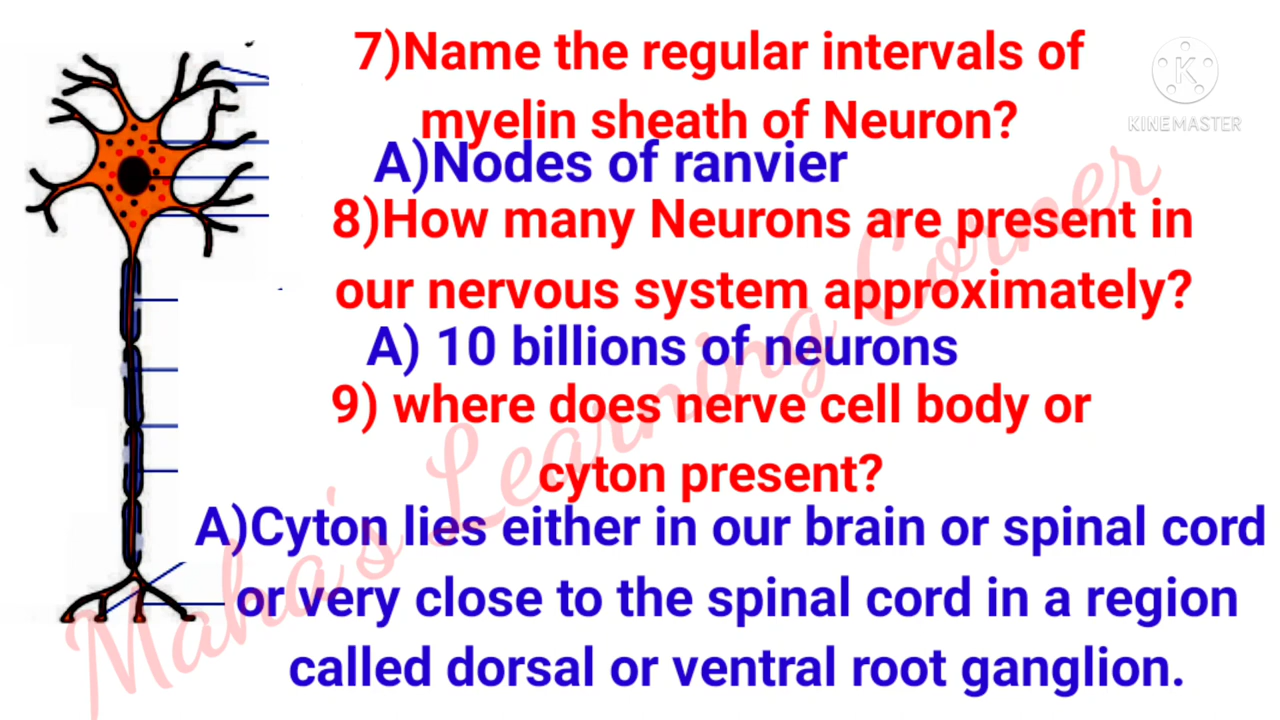 7)Name the regular intervals of
myelin sheath of Neuron?
A)Nodes of ranvier
8)How many Neurons are present in
our nervous system approximately?
A) 10 billions of neurons
9) where does nerve cell body or
cyton present?
A)Cyton lies either in our brain or spinal cord
or very close to the spinal cord in a region
called dorsal or ventral root ganglion.
K
KINEMASTER
Maha's Learning Corner